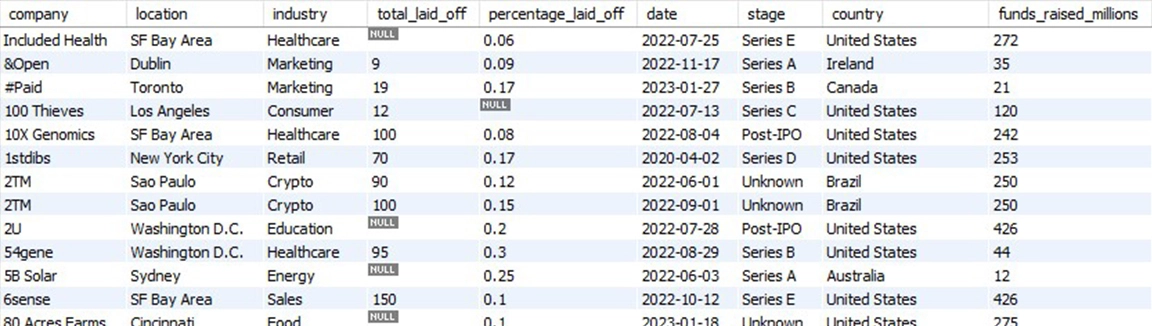 company location industry total_laid_off percentage_laid_off date stage country funds_raised_millions
Included Health SF Bay Area Healthcare NULL 0.06 2022-07-25 Series E United States 272
&Open Dublin Marketing 9 0.09 2022-11-17 Series A Ireland 35
#Paid Toronto Marketing 19 0.17 2023-01-27 Series B Canada 21
100 Thieves Los Angeles Consumer 12 NULL 2022-07-13 Series C United States 120
10X Genomics SF Bay Area Healthcare 100 0.08 2022-08-04 Post-IPO United States 242
1stdibs New York City Retail 70 0.17 2020-04-02 Series D United States 253
2TM Sao Paulo Crypto 90 0.12 2022-06-01 Unknown Brazil 250
2TM Sao Paulo Crypto 100 0.15 2022-09-01 Unknown Brazil 250
2U Washington D.C. Education NULL 0.2 2022-07-28 Post-IPO United States 426
54gene Washington D.C. Healthcare 95 0.3 2022-08-29 Series B United States 44
5B Solar Sydney Energy NULL 0.25 2022-06-03 Series A Australia 12
6sense SF Bay Area Sales 150 0.1 2022-10-12 Series E United States 426
80 Acres Farms Cincinnati Food NULL 0.1 2023-01-18 Unknown United States 275